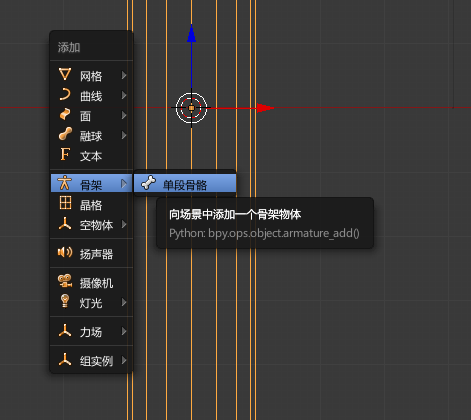 添加
网格
曲线
面
融球
文本
骨架
单段骨骼
向场景中添加一个骨架物体
Python: bpy.ops.object.armature_add()
晶格
空物体
扬声器
摄像机
灯光
力场
组实例